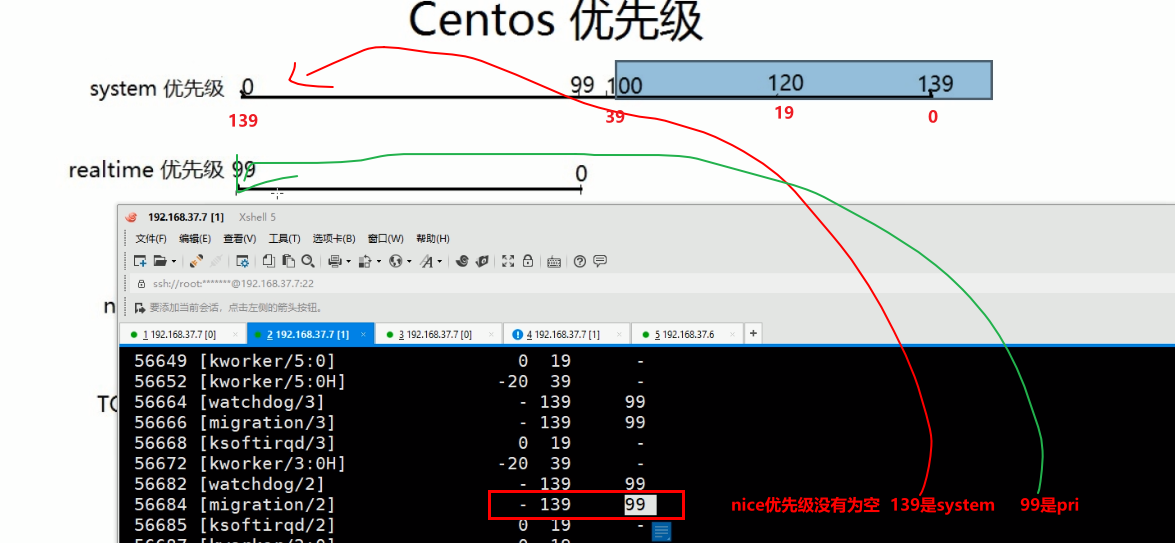 Centos 优先级
system 优先级 0 99 100 120 139
139 39 19 0
realtime 优先级 99 0
192.168.37.7 [1] Xshell 5
文件(F) 编辑(E) 查看(V) 工具(T) 选项卡(B) 窗口(W) 帮助(H)
ssh://root:*******@192.168.37.7:22
n
要添加当前会话，点击左侧的箭头按钮。
1 192.168.37.7 [0] × 2 192.168.37.7 [1] × 3 192.168.37.7 [0] × 4 192.168.37.7 [1] × 5 192.168.37.6 × +
56649 [kworker/5:0] 0 19 -
56652 [kworker/5:0H] -20 39 -
TO
56664 [watchdog/3] - 139 99
56666 [migration/3] - 139 99
56668 [ksoftirqd/3] 0 19 -
56672 [kworker/3:0H] -20 39 -
56682 [watchdog/2] - 139 99
56684 [migration/2] - 139 99 nice优先级没有为空 139是system 99是pri
56685 [ksoftirqd/2] 0 19 -